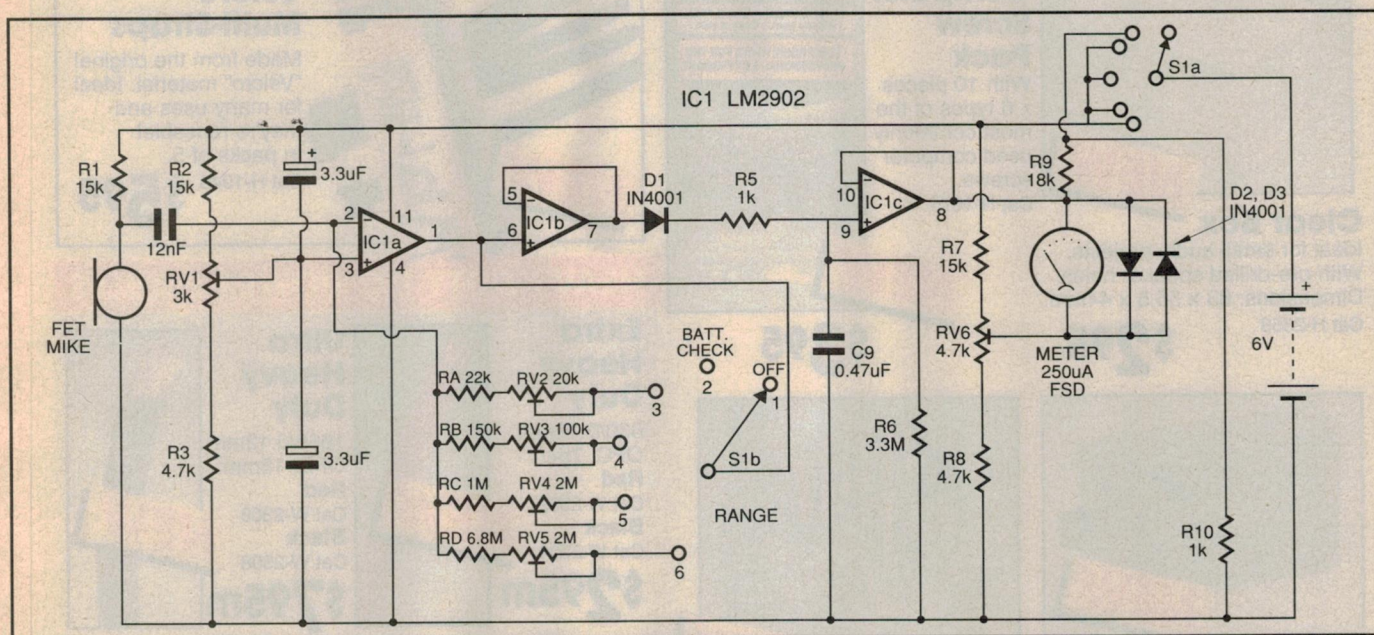 IC1 LM2902
S1a
R1
15k
R2
15k
+
3.3uF
12nF
RV1
3k
FET
MIKE
R3
4.7k
3.3uF
2
−
11
IC1a
1
+
3
4
5
−
IC1b
6
+
7
D1
IN4001
R5
1k
10
−
IC1c
9
+
8
R9
18k
D2, D3
IN4001
R7
15k
RV6
4.7k
METER
250uA
FSD
+
6V
C9
0.47uF
BATT.
CHECK
2
OFF
1
S1b
RANGE
RA 22k
RV2 20k
3
RB 150k
RV3 100k
4
RC 1M
RV4 2M
5
RD 6.8M
RV5 2M
6
R6
3.3M
R8
4.7k
R10
1k